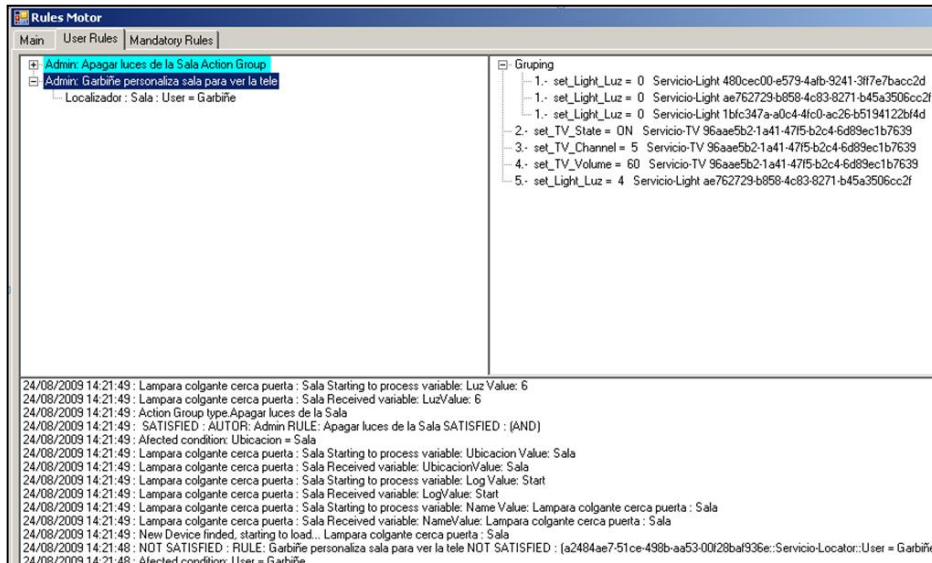 Rules Motor
Main User Rules Mandatory Rules
Admin: Apagar luces de la Sala Action Group
Admin: Garbiñe personaliza sala para ver la tele
Localizador : Sala : User = Garbiñe
Gruping
1.- set_Light_Luz = 0 Servicio-Light 480cec00-e579-4afb-9241-3ff7e7bacc2d
1.- set_Light_Luz = 0 Servicio-Light ae762729-b858-4c83-8271-b45a3506cc2f
1.- set_Light_Luz = 0 Servicio-Light 1bfc347a-a0c4-4fc0-ac26-b5194122bf4d
2.- set_TV_State = ON Servicio-TV 96aae5b2-1a41-47f5-b2c4-6d89ec1b7639
3.- set_TV_Channel = 5 Servicio-TV 96aae5b2-1a41-47f5-b2c4-6d89ec1b7639
4.- set_TV_Volume = 60 Servicio-TV 96aae5b2-1a41-47f5-b2c4-6d89ec1b7639
5.- set_Light_Luz = 4 Servicio-Light ae762729-b858-4c83-8271-b45a3506cc2f
24/08/2009 14:21:49 : Lampara colgante cerca puerta : Sala Starting to process variable: Luz Value: 6
24/08/2009 14:21:49 : Lampara colgante cerca puerta : Sala Received variable: LuzValue: 6
24/08/2009 14:21:49 : Action Group type.Apagar luces de la Sala
24/08/2009 14:21:49 : SATISFIED : AUTOR: Admin RULE: Apagar luces de la Sala SATISFIED : (AND)
24/08/2009 14:21:49 : Afected condition: Ubicacion = Sala
24/08/2009 14:21:49 : Lampara colgante cerca puerta : Sala Starting to process variable: Ubicacion Value: Sala
24/08/2009 14:21:49 : Lampara colgante cerca puerta : Sala Received variable: UbicacionValue: Sala
24/08/2009 14:21:49 : Lampara colgante cerca puerta : Sala Starting to process variable: Log Value: Start
24/08/2009 14:21:49 : Lampara colgante cerca puerta : Sala Received variable: LogValue: Start
24/08/2009 14:21:49 : Lampara colgante cerca puerta : Sala Starting to process variable: Name Value: Lampara colgante cerca puerta : Sala
24/08/2009 14:21:49 : Lampara colgante cerca puerta : Sala Received variable: NameValue: Lampara colgante cerca puerta : Sala
24/08/2009 14:21:49 : New Device finded, starting to load... Lampara colgante cerca puerta : Sala
24/08/2009 14:21:48 : NOT SATISFIED : RULE: Garbiñe personaliza sala para ver la tele NOT SATISFIED : (a2484ae7-51ce-498b-aa53-00f28baf936e::Servicio-Locator::User = Garbiñe
24/08/2009 14:21:48 : Afected condition: User = Garbiñe